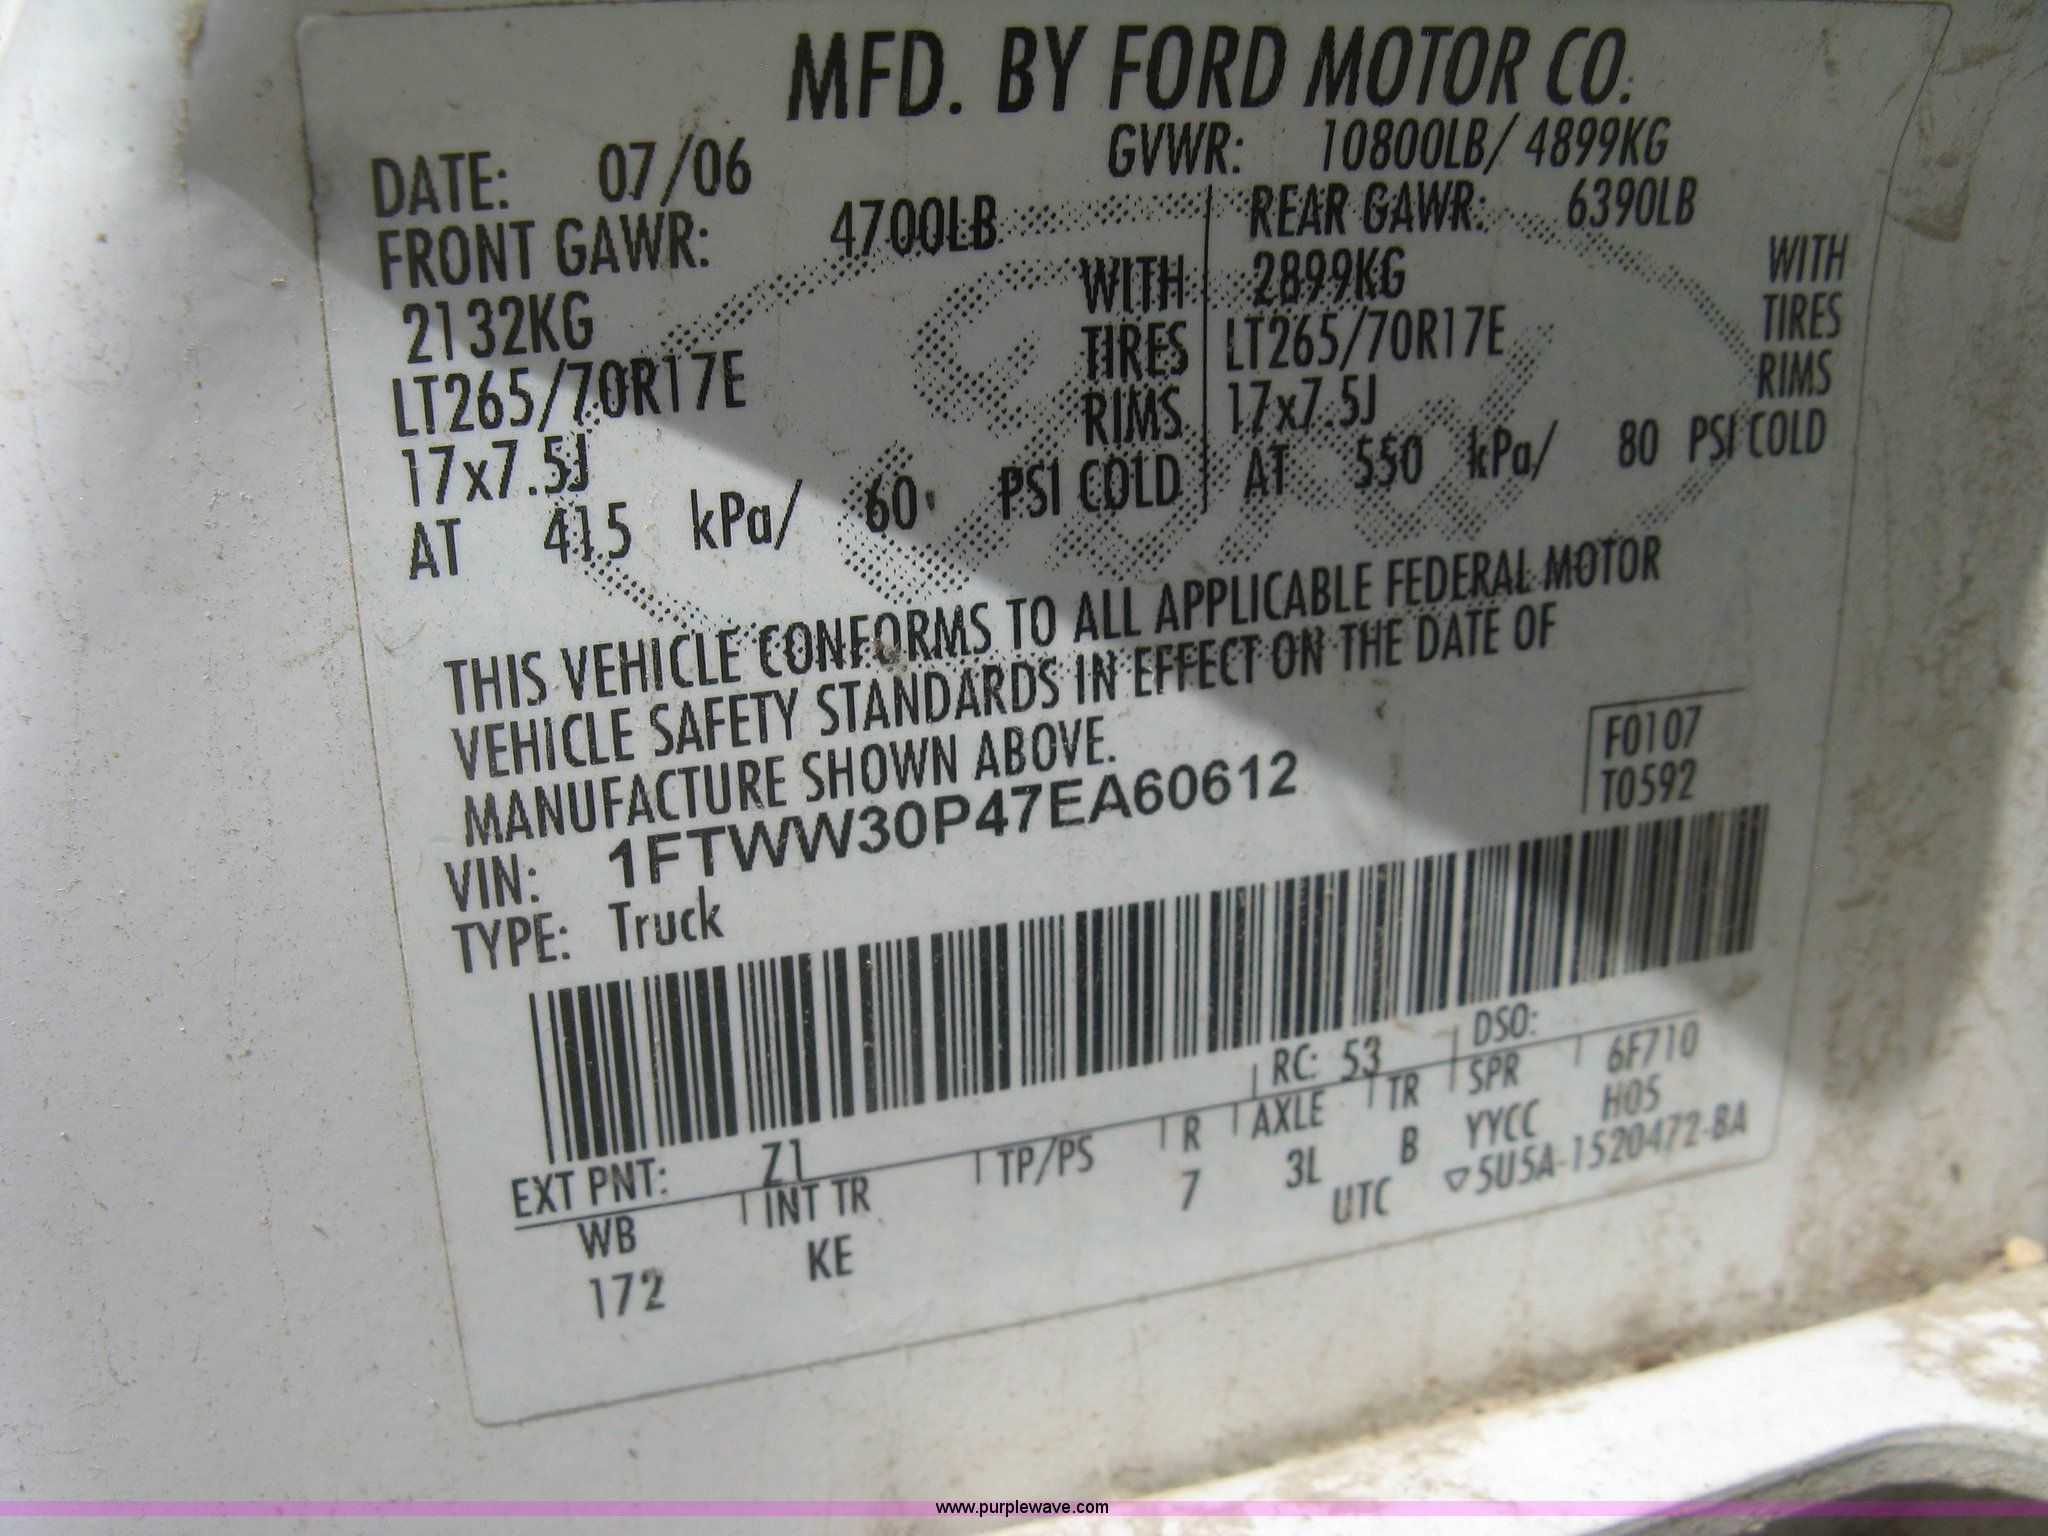 MFD. BY FORD MOTOR CO.
DATE: 07/06 GVWR: 10800LB/ 4899KG
FRONT GAWR: 4700LB REAR GAWR: 6390LB
2132KG WITH 2899KG WITH
LT265/70R17E TIRES LT265/70R17E TIRES
17x7.5J RIMS 17x7.5J RIMS
AT 415 kPa/ 60 PSI COLD AT 550 kPa/ 80 PSI COLD
THIS VEHICLE CONFORMS TO ALL APPLICABLE FEDERAL MOTOR
VEHICLE SAFETY STANDARDS IN EFFECT ON THE DATE OF
MANUFACTURE SHOWN ABOVE.
F0107
T0592
VIN: 1FTWW30P47EA60612
TYPE: Truck
EXT PNT: Z1 RC: 53 DSO:
WB INT TR TP/PS R AXLE TR SPR 6F710
172 KE 7 3L B YYCC H05
UTC ▽5U5A-1520472-BA
www.purplewave.com